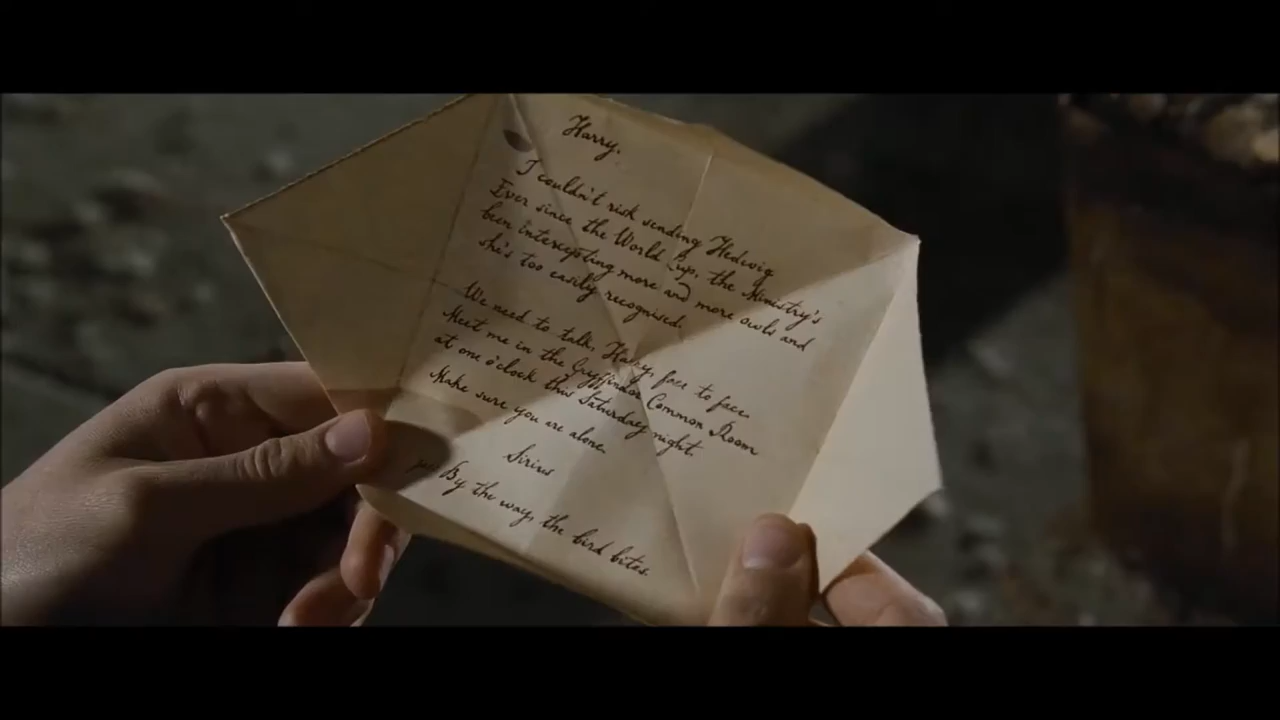 Harry,
I couldn't risk sending Hedwig
Ever since the World Cup, the Ministry's
been intercepting more and more owls and
she's too easily recognised.
We need to talk, Harry, face to face.
Meet me in the Gryffindor Common Room
at one o'clock this Saturday night.
Make sure you are alone.
Sirius
By the way, the bird bites.